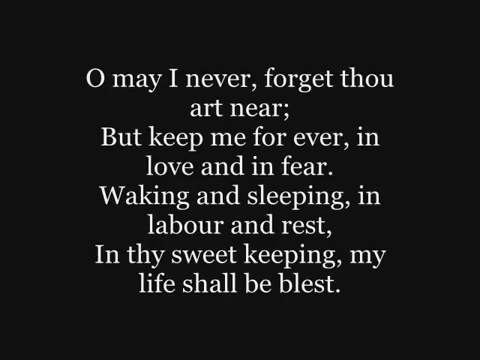 O may I never, forget thou
art near;
But keep me for ever, in
love and in fear.
Waking and sleeping, in
labour and rest,
In thy sweet keeping, my
life shall be blest.